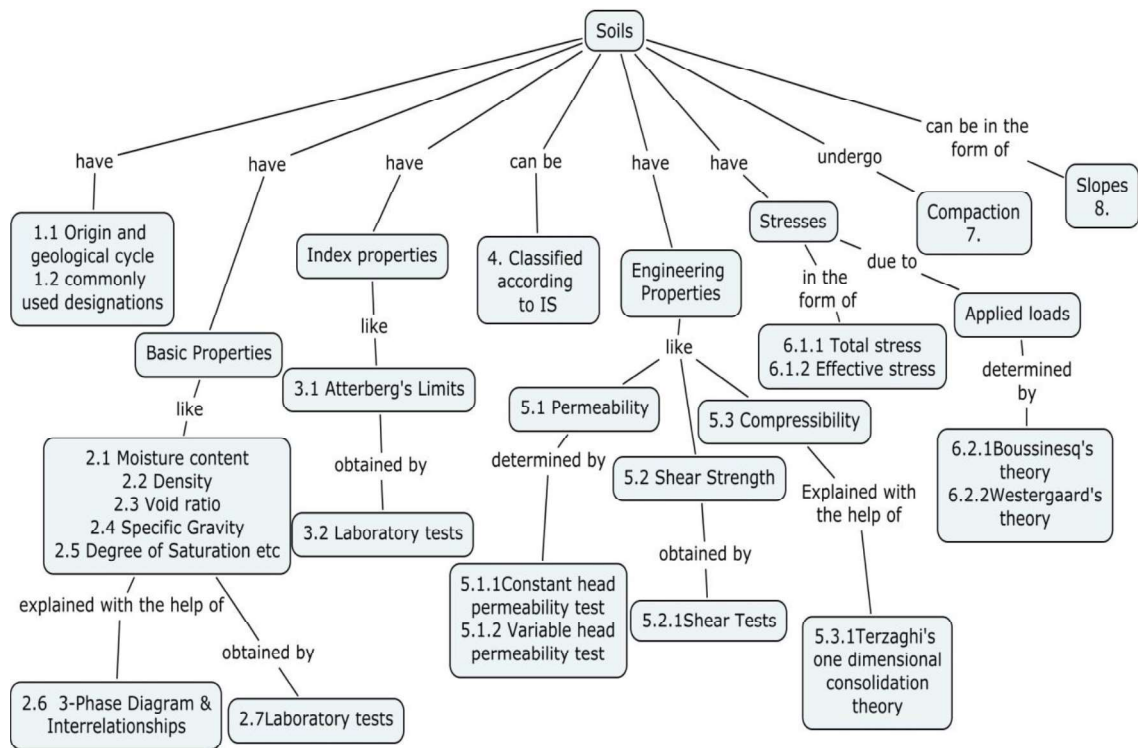 Soils
have
have
have
can be
have
have
undergo
can be in the
form of
1.1 Origin and
geological cycle
1.2 commonly
used designations
Index properties
4. Classified
according
to IS
Engineering
Properties
Stresses
Compaction
7.
Slopes
8.
in the
form of
due to
Basic Properties
like
like
6.1.1 Total stress
6.1.2 Effective stress
Applied loads
determined
by
like
3.1 Atterberg's Limits
5.1 Permeability
5.3 Compressibility
2.1 Moisture content
2.2 Density
2.3 Void ratio
2.4 Specific Gravity
2.5 Degree of Saturation etc
obtained by
determined by
5.2 Shear Strength
Explained with
the help of
6.2.1Boussinesq's
theory
6.2.2Westergaard's
theory
3.2 Laboratory tests
obtained by
explained with the help of
obtained by
5.1.1Constant head
permeability test
5.1.2 Variable head
permeability test
5.2.1Shear Tests
5.3.1Terzaghi's
one dimensional
consolidation
theory
2.6 3-Phase Diagram &
Interrelationships
2.7Laboratory tests